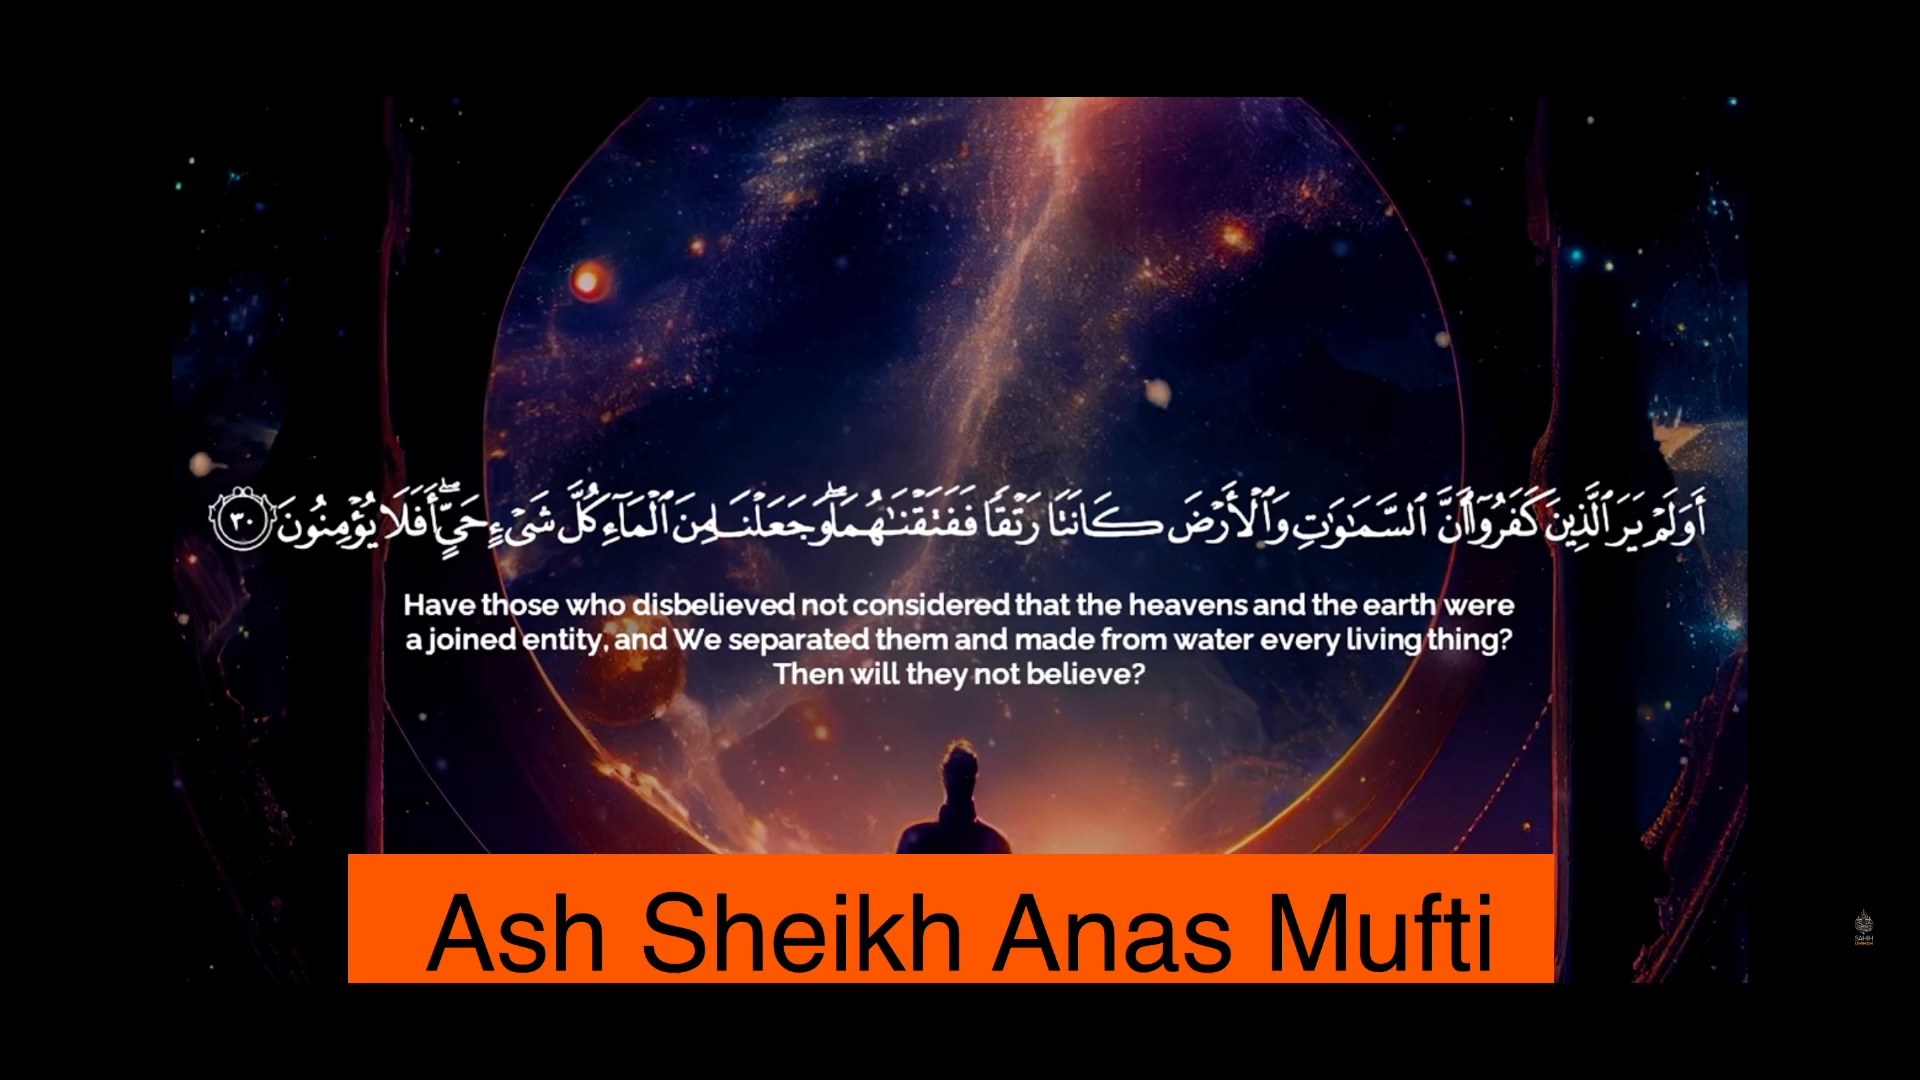 أَوَلَمْ يَرَ ٱلَّذِينَ كَفَرُوٓا۟ أَنَّ ٱلسَّمَٰوَٰتِ وَٱلْأَرْضَ كَانَتَا رَتْقًا فَفَتَقْنَٰهُمَا ۖ وَجَعَلْنَا مِنَ ٱلْمَآءِ كُلَّ شَىْءٍ حَىٍّ ۖ أَفَلَا يُؤْمِنُونَ ٣٠
Have those who disbelieved not considered that the heavens and the earth were
a joined entity, and We separated them and made from water every living thing?
Then will they not believe?
Ash Sheikh Anas Mufti
SAHIH